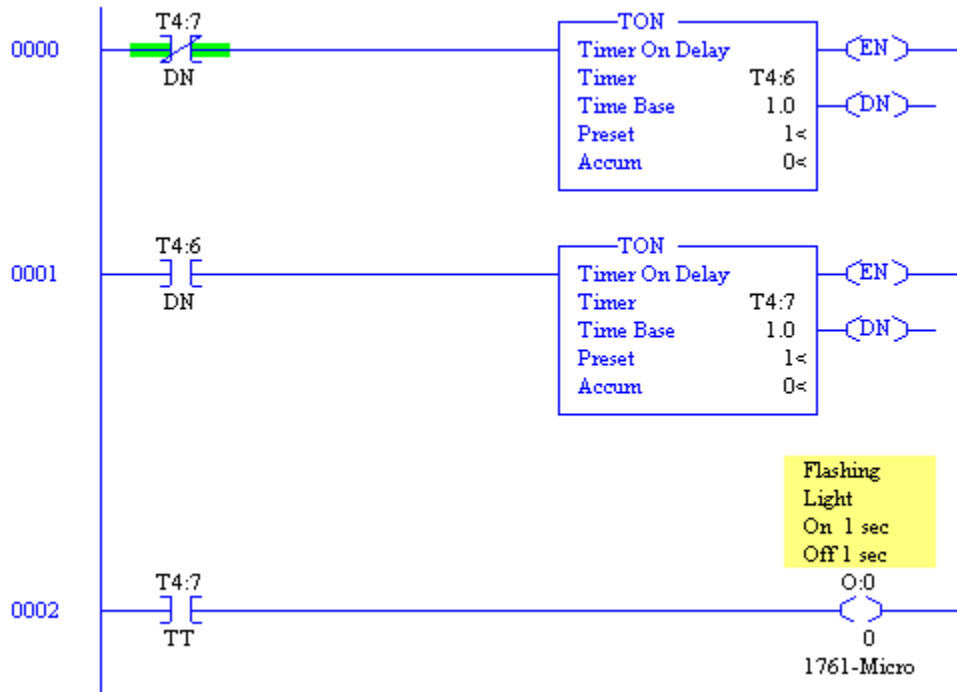 T4:7
TON
0000
Timer On Delay
EN
DN
Timer T4:6
Time Base 1.0
DN
Preset 1<
Accum 0<
T4:6
TON
0001
Timer On Delay
EN
DN
Timer T4:7
Time Base 1.0
DN
Preset 1<
Accum 0<
Flashing
Light
On 1 sec
Off 1 sec
T4:7
O:0
0002
TT
0
1761-Micro